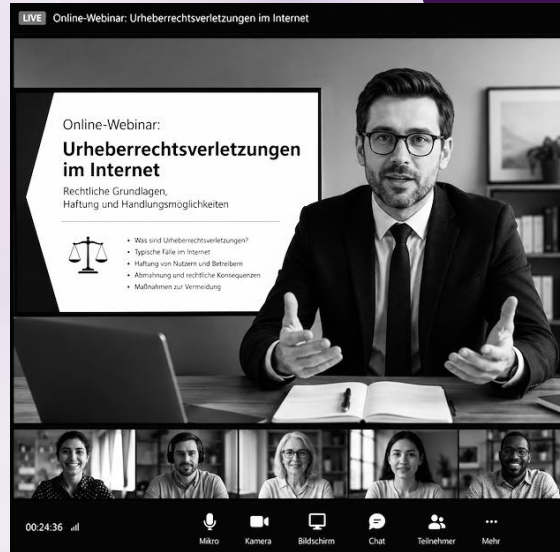 LIVE Online-Webinar: Urheberrechtsverletzungen im Internet
Online-Webinar:
Urheberrechtsverletzungen
im Internet
Rechtliche Grundlagen,
Haftung und Handlungsmöglichkeiten
• Was sind Urheberrechtsverletzungen?
• Typische Fälle im Internet
• Haftung von Nutzern und Betreibern
• Abmahnung und rechtliche Konsequenzen
• Maßnahmen zur Vermeidung
00:24:36
Mikro Kamera Bildschirm Chat Teilnehmer Mehr